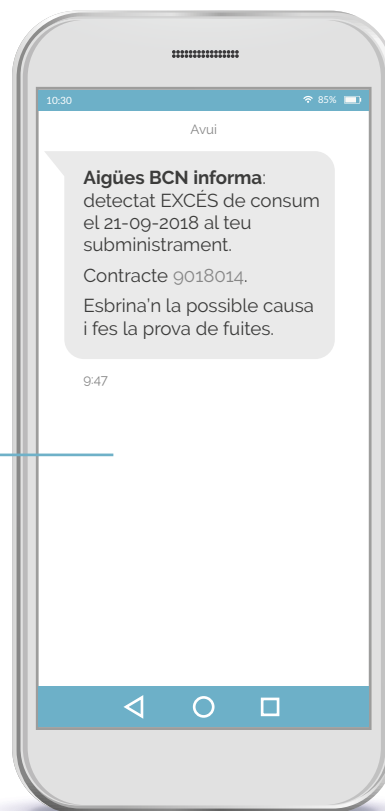 10:30 85%
Avui
Aigües BCN informa:
detectat EXCÉS de consum
el 21-09-2018 al teu
subministrament.
Contracte 9018014.
Esbrina'n la possible causa
i fes la prova de fuites.
9:47